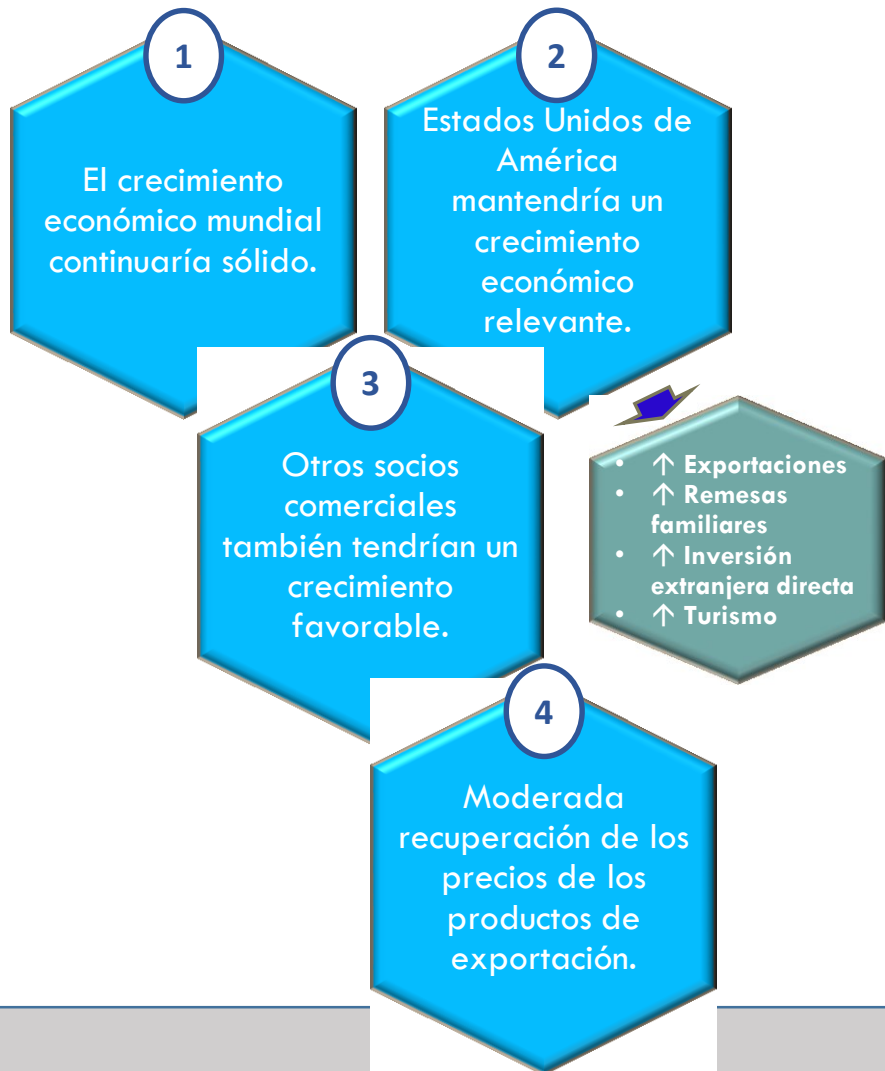 1
El crecimiento
económico mundial
continuaría sólido.
2
Estados Unidos de
América
mantendría un
crecimiento
económico
relevante.
3
Otros socios
comerciales
también tendrían un
crecimiento
favorable.
• ↑ Exportaciones
• ↑ Remesas
familiares
• ↑ Inversión
extranjera directa
• ↑ Turismo
4
Moderada
recuperación de los
precios de los
productos de
exportación.